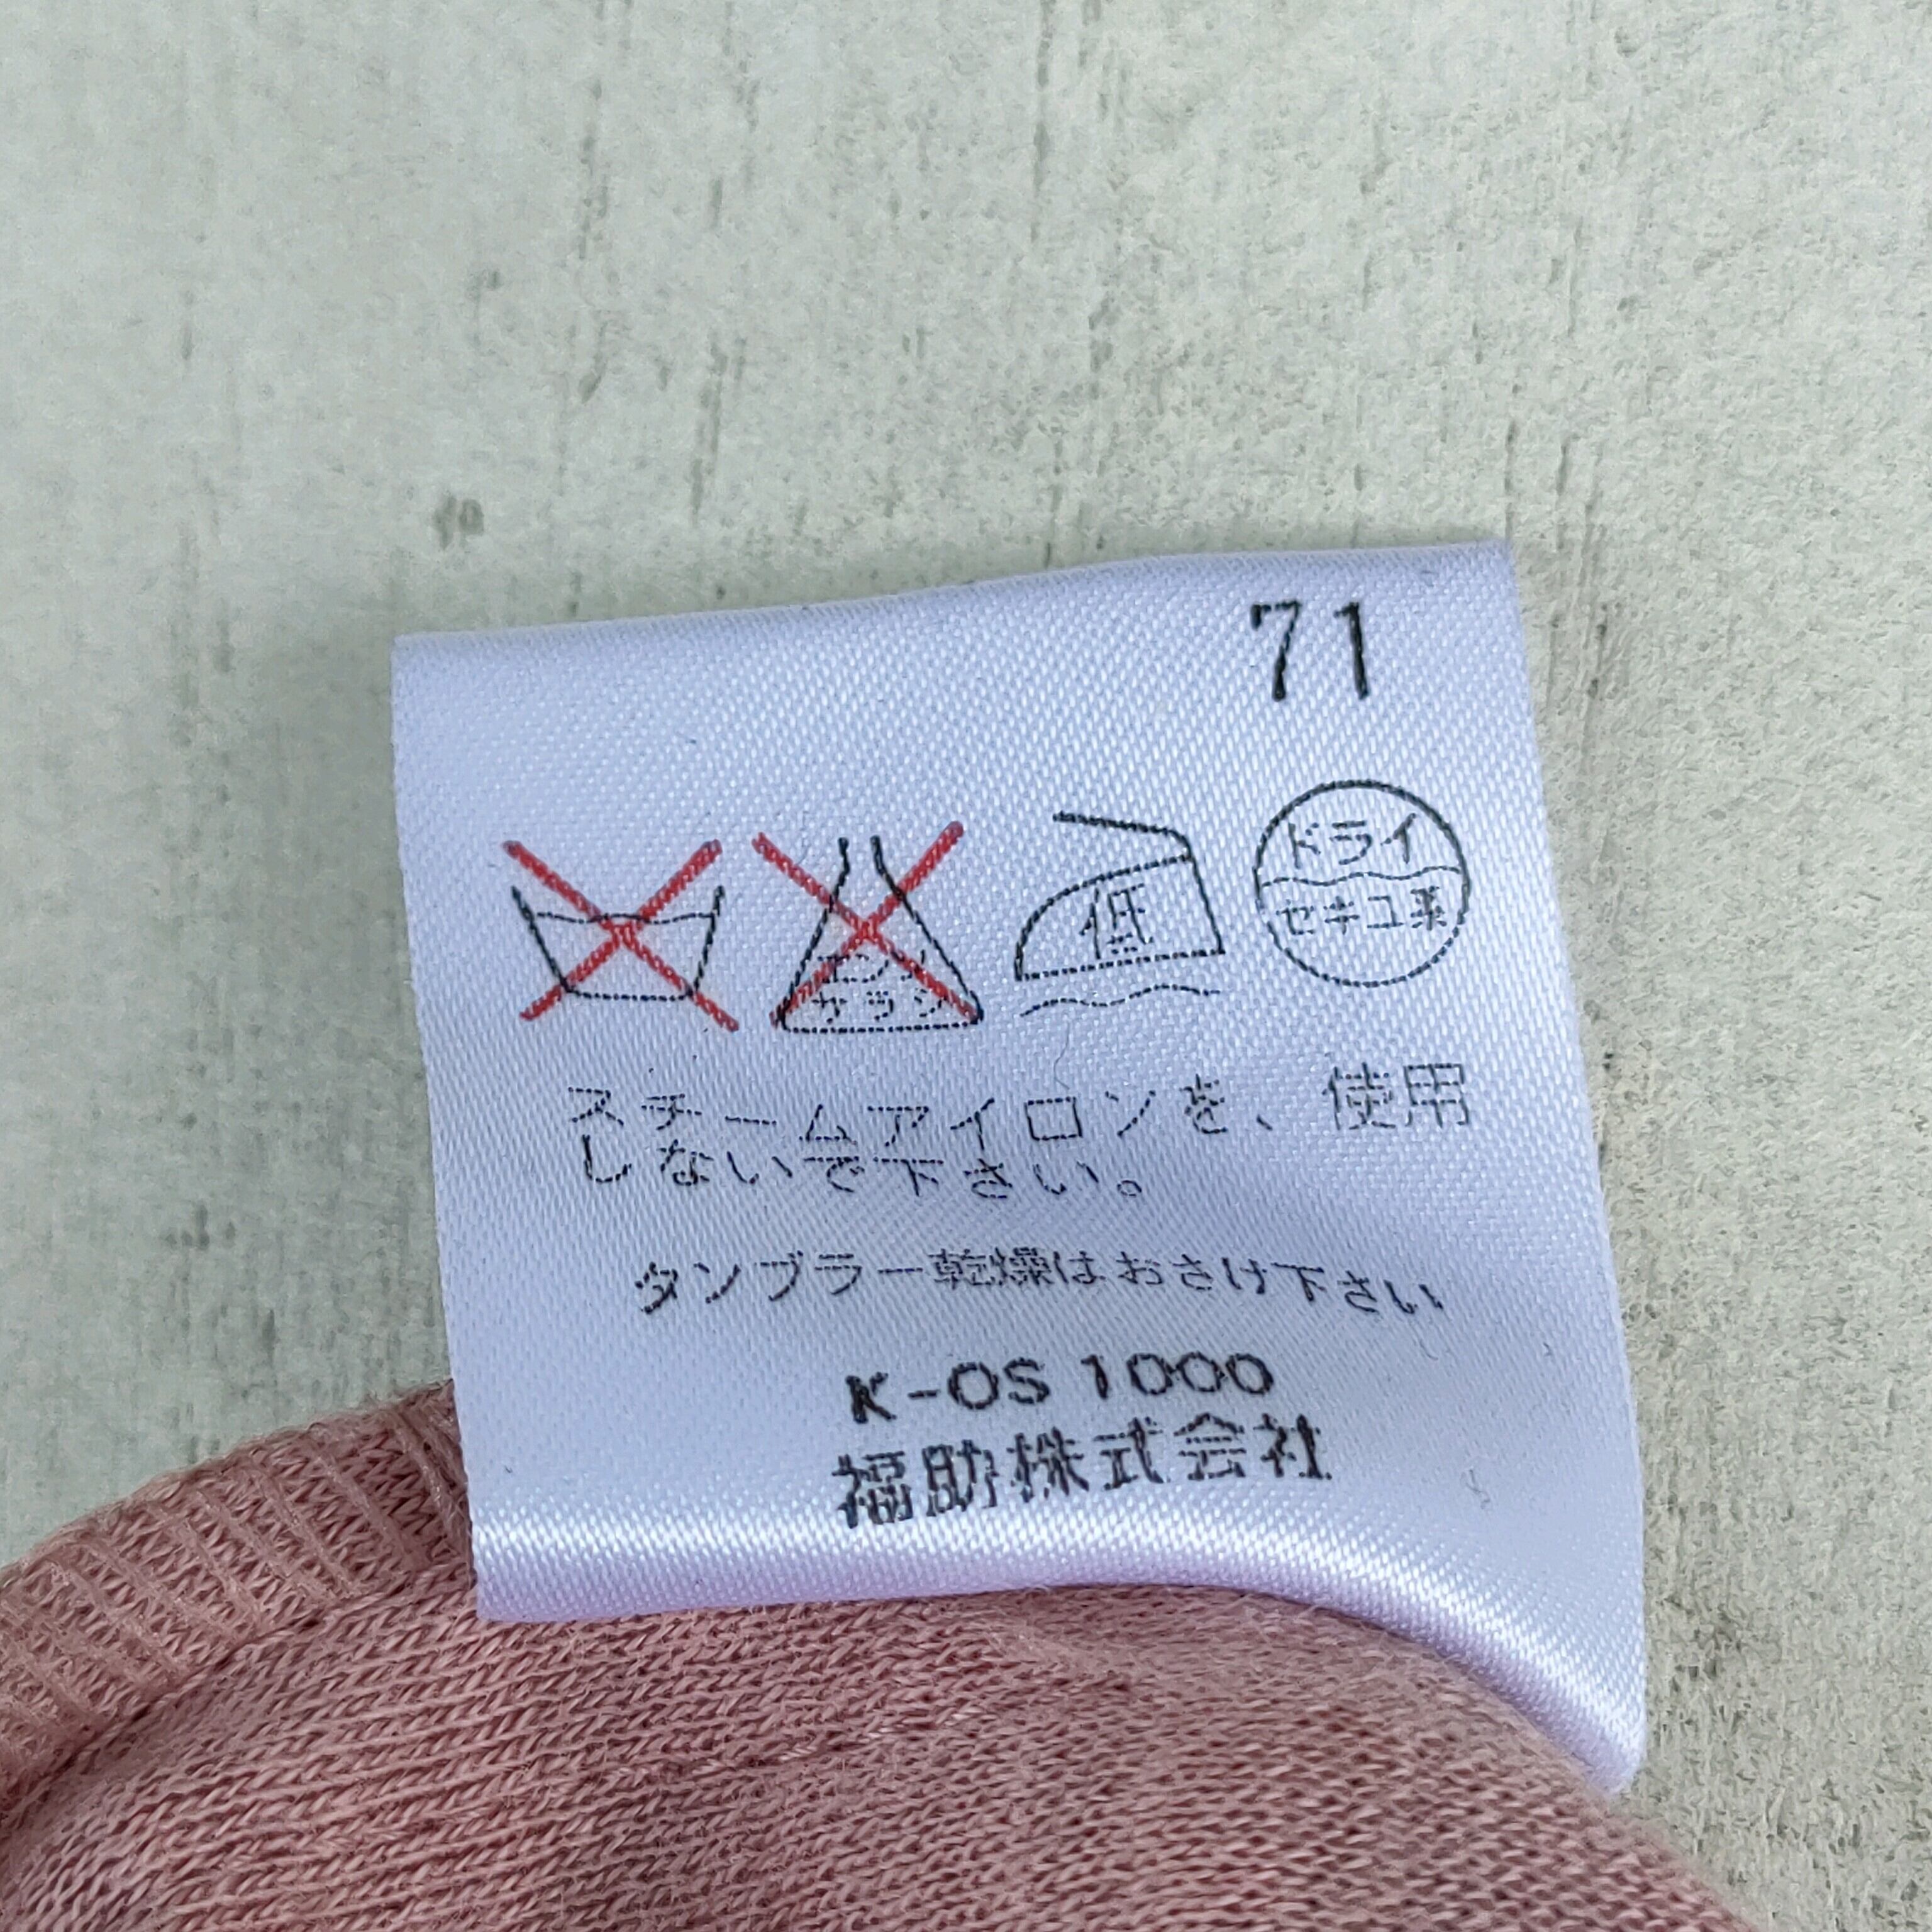 71
エンソ
サラシ
低
ドライ
セキユ系
スチームアイロンを、使用
しないで下さい。
タンブラー乾燥はおさけ下さい
K-OS 1000
福助株式会社